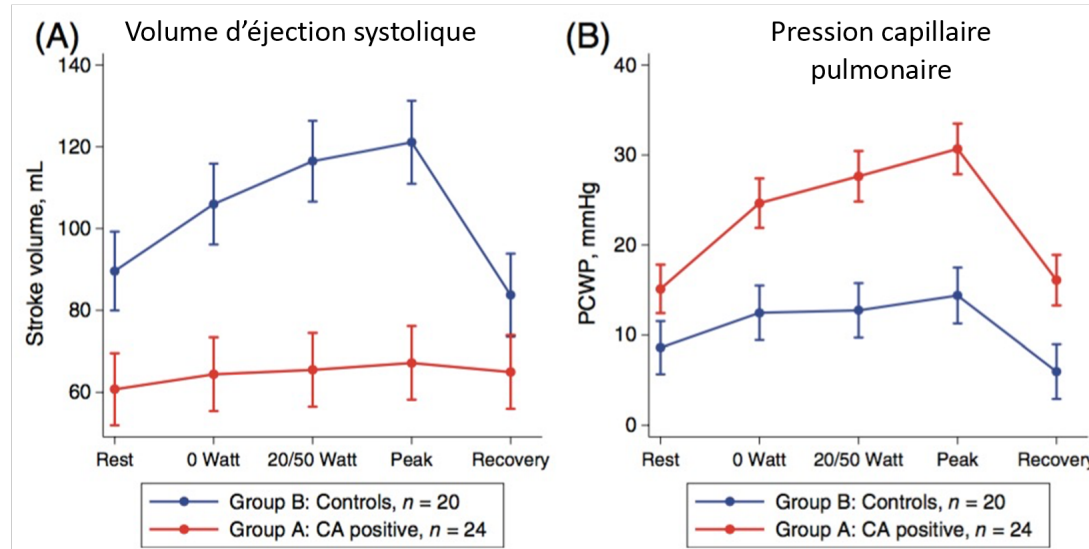 (A) Volume d'éjection systolique
Stroke volume, mL
140
120
100
80
60
Rest 0 Watt 20/50 Watt Peak Recovery
Group B: Controls, n = 20
Group A: CA positive, n = 24
(B) Pression capillaire
pulmonaire
PCWP, mmHg
40
30
20
10
0
Rest 0 Watt 20/50 Watt Peak Recovery
Group B: Controls, n = 20
Group A: CA positive, n = 24